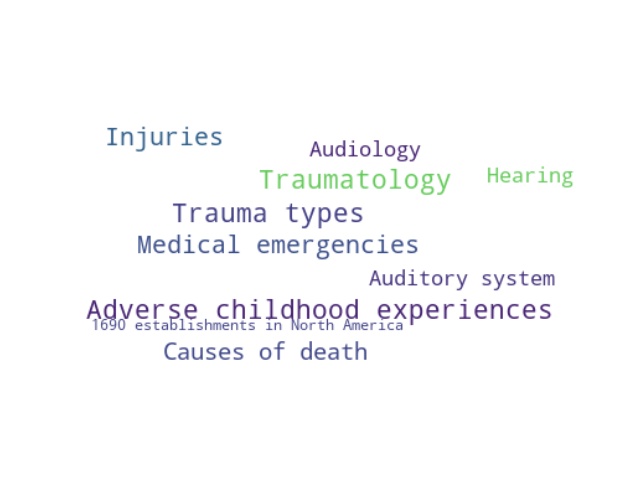 Injuries
Audiology
Hearing
Traumatology
Trauma types
Medical emergencies
Auditory system
Adverse childhood experiences
1690 establishments in North America
Causes of death